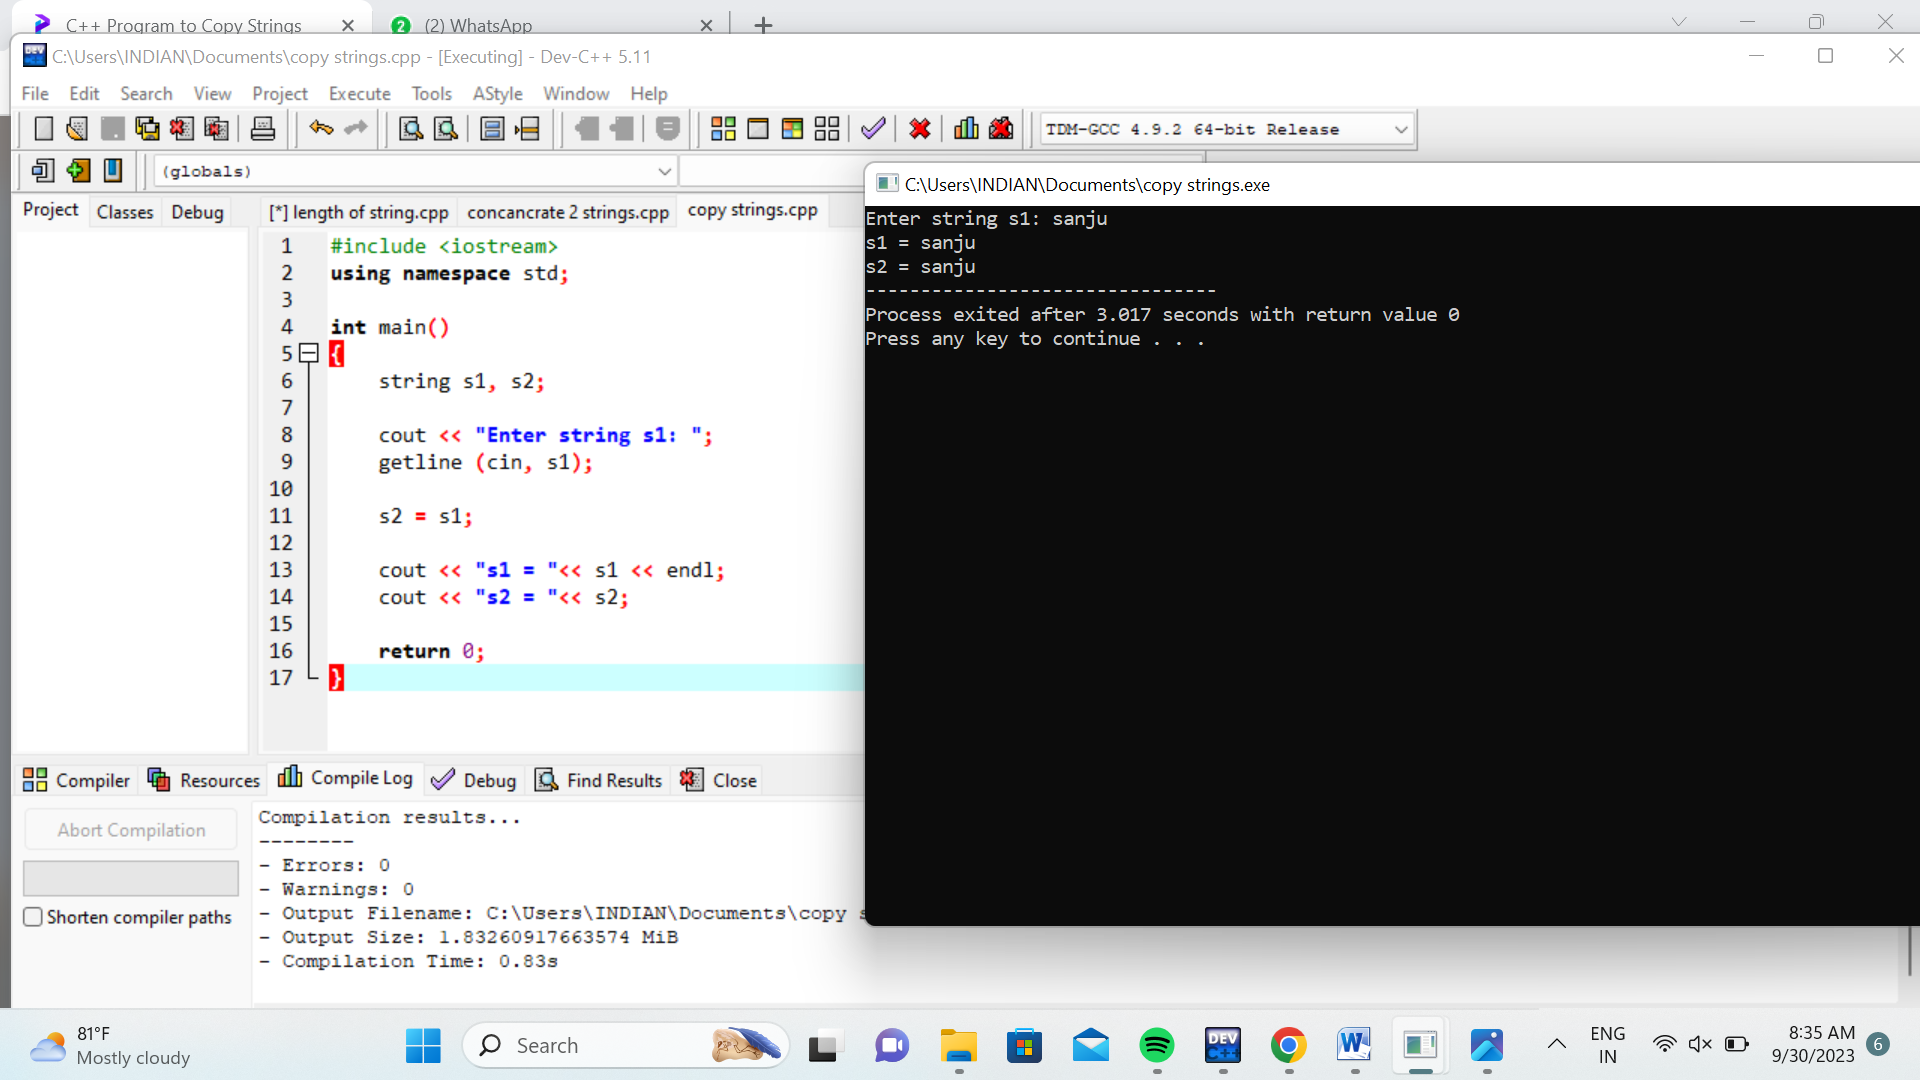 C++ Program to Copy Strings
2
(2) WhatsApp
C:\Users\INDIAN\Documents\copy strings.cpp - [Executing] - Dev-C++ 5.11
File Edit Search View Project Execute Tools AStyle Window Help
TDM-GCC 4.9.2 64-bit Release
(globals)
Project Classes Debug
[*] length of string.cpp concancrate 2 strings.cpp copy strings.cpp
1 #include <iostream>
2 using namespace std;
3
4 int main()
5 {
6 string s1, s2;
7
8 cout << "Enter string s1: ";
9 getline (cin, s1);
10
11 s2 = s1;
12
13 cout << "s1 = "<< s1 << endl;
14 cout << "s2 = "<< s2;
15
16 return 0;
17 }
C:\Users\INDIAN\Documents\copy strings.exe
Enter string s1: sanju
s1 = sanju
s2 = sanju
--------------------------------
Process exited after 3.017 seconds with return value 0
Press any key to continue . . .
Compiler Resources Compile Log Debug Find Results Close
Abort Compilation
Shorten compiler paths
Compilation results...
--------
- Errors: 0
- Warnings: 0
- Output Filename: C:\Users\INDIAN\Documents\copy s
- Output Size: 1.83260917663574 MiB
- Compilation Time: 0.83s
81°F
Mostly cloudy
Search
DEV
C++
W
ENG
IN
8:35 AM
9/30/2023
6